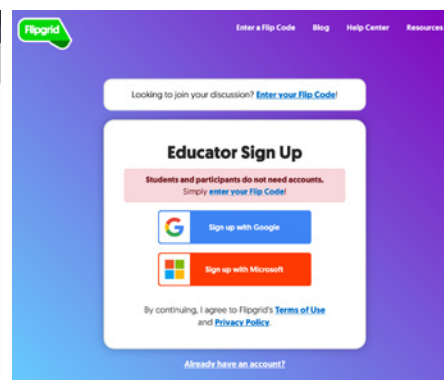 Flipgrid
Enter a Flip Code Blog Help Center Resources
Looking to join your discussion? Enter your Flip Code!
Educator Sign Up
Students and participants do not need accounts.
Simply enter your Flip Code!
Sign up with Google
Sign up with Microsoft
By continuing, I agree to Flipgrid's Terms of Use
and Privacy Policy.
Already have an account?